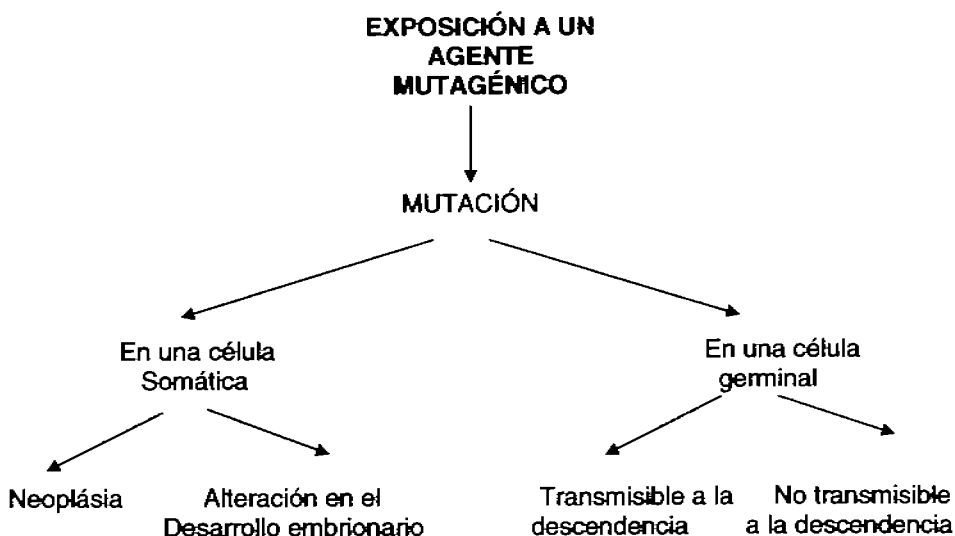 EXPOSICIÓN A UN
AGENTE
MUTAGÉNICO
MUTACIÓN
En una célula
Somática
En una célula
germinal
Neoplásia
Alteración en el
Desarrollo embrionario
Transmisible a la
descendencia
No transmisible
a la descendencia